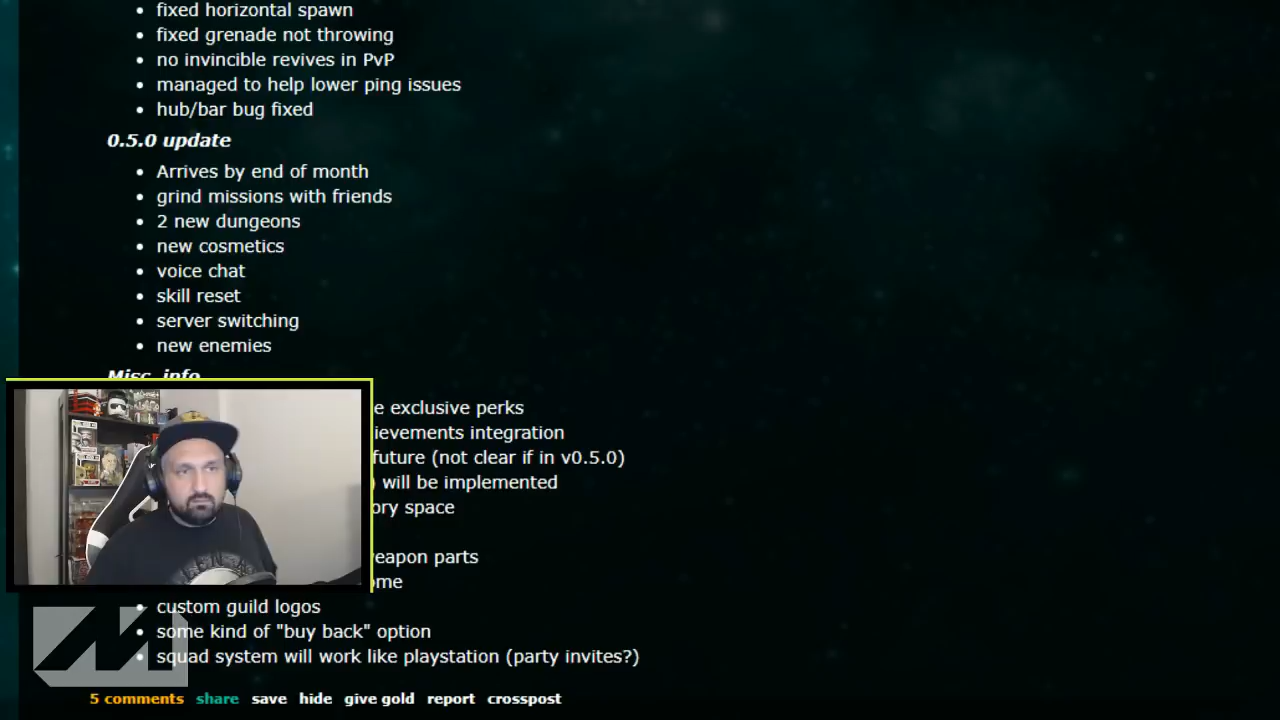 fixed horizontal spawn
fixed grenade not throwing
no invincible revives in PvP
managed to help lower ping issues
hub/bar bug fixed
0.5.0 update
Arrives by end of month
grind missions with friends
2 new dungeons
new cosmetics
voice chat
skill reset
server switching
new enemies
Misc. info
exclusive perks
integration
future (not clear if in v0.5.0)
) will be implemented
space
parts
custom guild logos
some kind of "buy back" option
squad system will work like playstation (party invites?)
5 comments share save hide give gold report crosspost